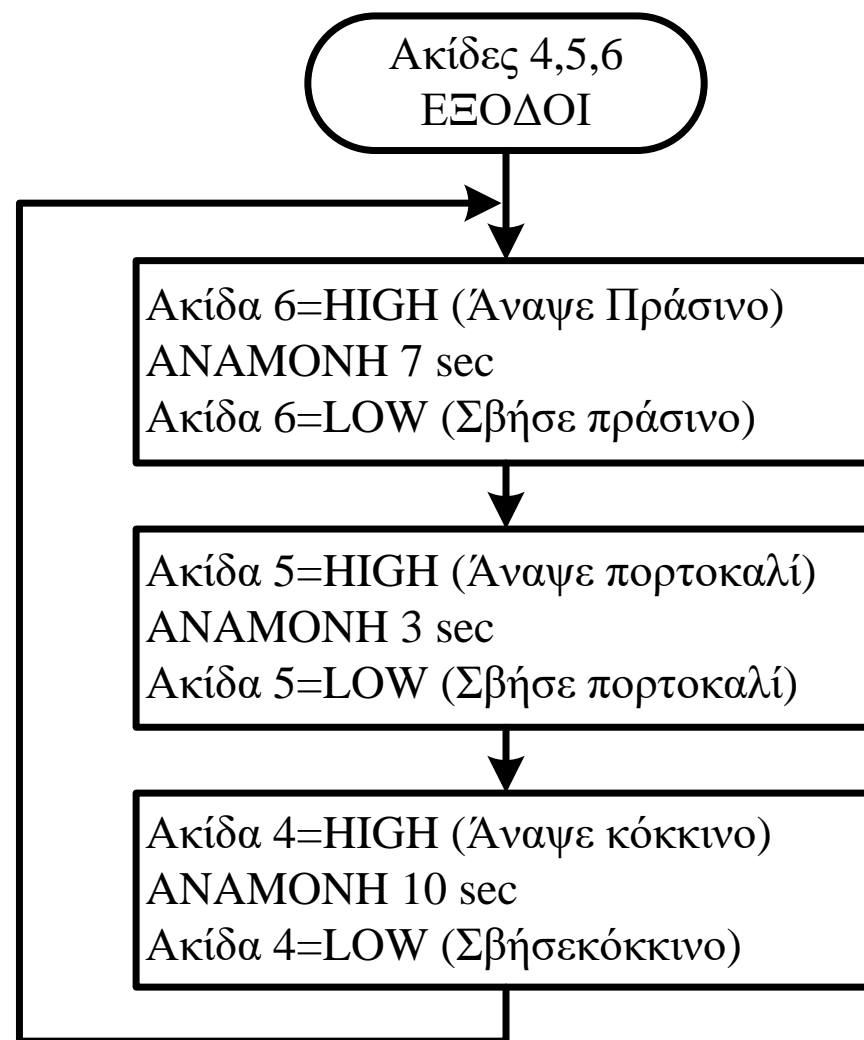 Ακίδες 4,5,6
ΕΞΟΔΟΙ
Ακίδα 6=HIGH (Άναψε Πράσινο)
ΑΝΑΜΟΝΗ 7 sec
Ακίδα 6=LOW (Σβήσε πράσινο)
Ακίδα 5=HIGH (Άναψε πορτοκαλί)
ΑΝΑΜΟΝΗ 3 sec
Ακίδα 5=LOW (Σβήσε πορτοκαλί)
Ακίδα 4=HIGH (Άναψε κόκκινο)
ΑΝΑΜΟΝΗ 10 sec
Ακίδα 4=LOW (Σβήσεκόκκινο)